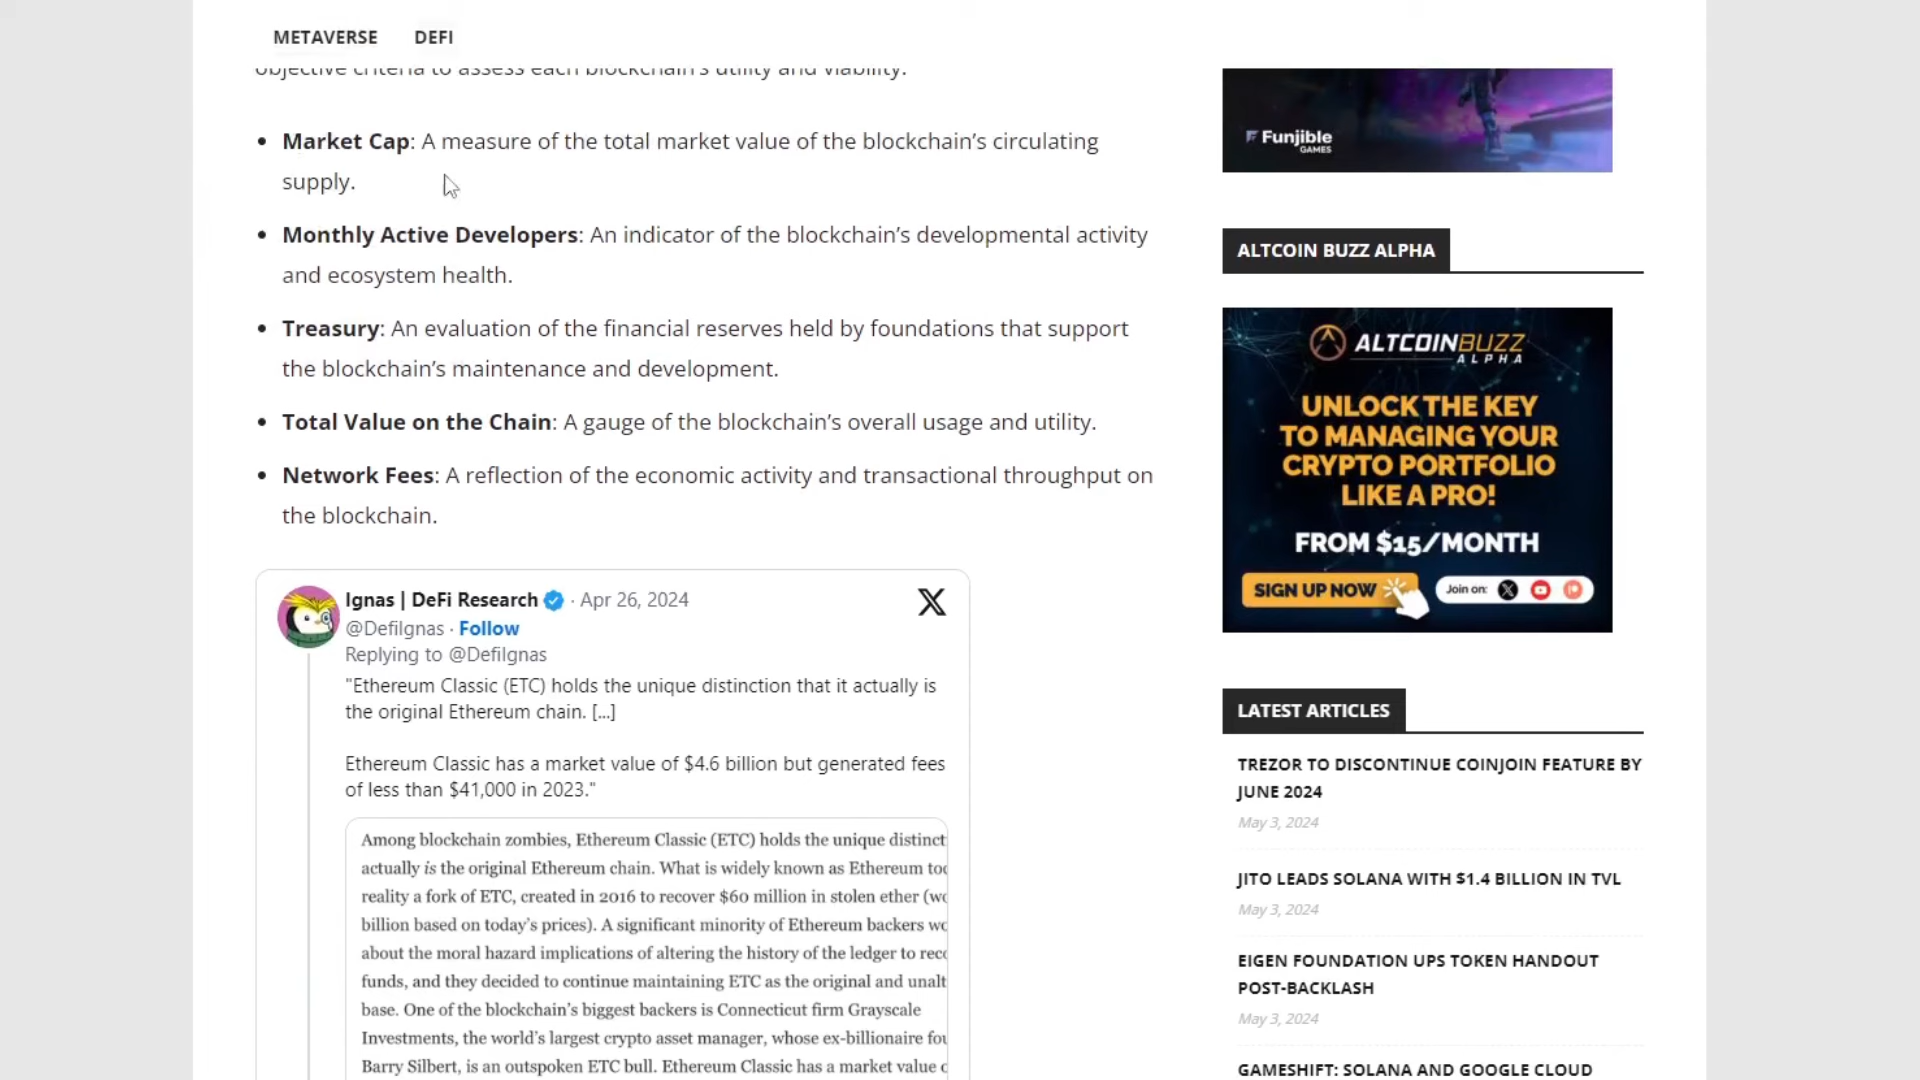 METAVERSE DEFI
objective criteria to assess each blockchain's utility and viability.
• Market Cap: A measure of the total market value of the blockchain’s circulating
supply.
• Monthly Active Developers: An indicator of the blockchain’s developmental activity
and ecosystem health.
• Treasury: An evaluation of the financial reserves held by foundations that support
the blockchain’s maintenance and development.
• Total Value on the Chain: A gauge of the blockchain’s overall usage and utility.
• Network Fees: A reflection of the economic activity and transactional throughput on
the blockchain.
Ignas | DeFi Research · Apr 26, 2024
@DefiIgnas · Follow
Replying to @DefiIgnas
"Ethereum Classic (ETC) holds the unique distinction that it actually is
the original Ethereum chain. [...]
Ethereum Classic has a market value of $4.6 billion but generated fees
of less than $41,000 in 2023."
Among blockchain zombies, Ethereum Classic (ETC) holds the unique distinct
actually is the original Ethereum chain. What is widely known as Ethereum
reality a fork of ETC, created in 2016 to recover $60 million in stolen ether
billion based on today’s prices). A significant minority of Ethereum backers
about the moral hazard implications of altering the history of the ledger to
funds, and they decided to continue maintaining ETC as the original and
base. One of the blockchain’s biggest backers is Connecticut firm Grayscale
Investments, the world’s largest crypto asset manager, whose ex-billionaire
Barry Silbert, is an outspoken ETC bull. Ethereum Classic has a market value
Funjible
GAMES
ALTCOIN BUZZ ALPHA
ALTCOINBUZZ
ALPHA
UNLOCK THE KEY
TO MANAGING YOUR
CRYPTO PORTFOLIO
LIKE A PRO!
FROM $15/MONTH
SIGN UP NOW Join on:
LATEST ARTICLES
TREZOR TO DISCONTINUE COINJOIN FEATURE BY
JUNE 2024
May 3, 2024
JITO LEADS SOLANA WITH $1.4 BILLION IN TVL
May 3, 2024
EIGEN FOUNDATION UPS TOKEN HANDOUT
POST-BACKLASH
May 3, 2024
GAMESHIFT: SOLANA AND GOOGLE CLOUD